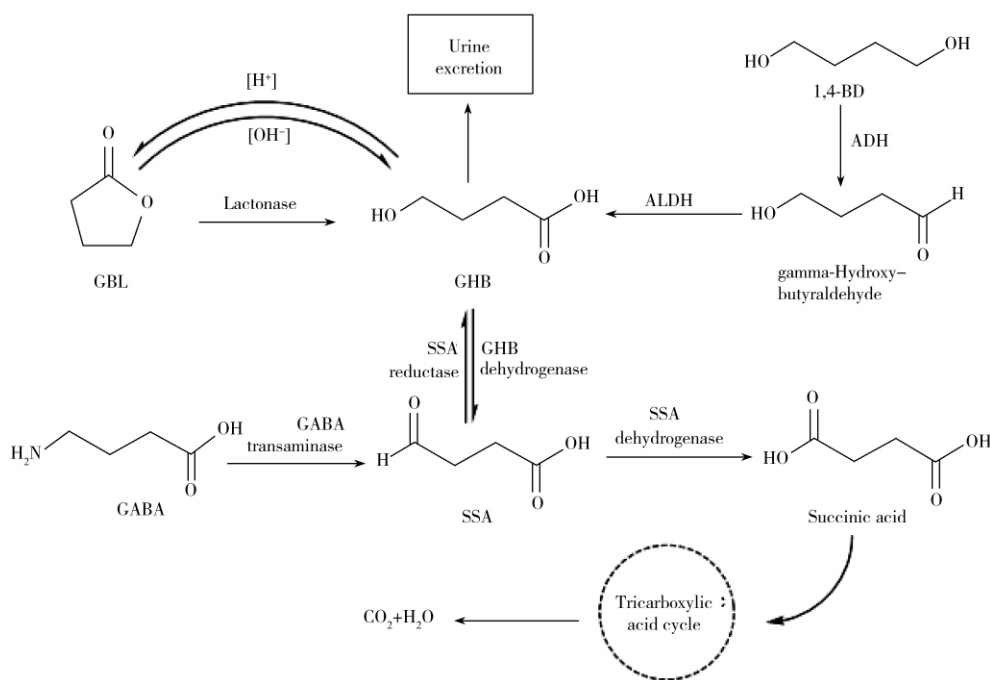 Urine
excretion
HO
OH
1,4-BD
[H⁺]
[OH⁻]
ADH
O
O
GBL
Lactonase
HO
OH
O
GHB
ALDH
HO
H
O
gamma-Hydroxy–
butyraldehyde
SSA
reductase
GHB
dehydrogenase
H₂N
OH
O
GABA
GABA
transaminase
O
H
OH
O
SSA
SSA
dehydrogenase
O
HO
OH
O
Succinic acid
Tricarboxylic
acid cycle
CO₂+H₂O